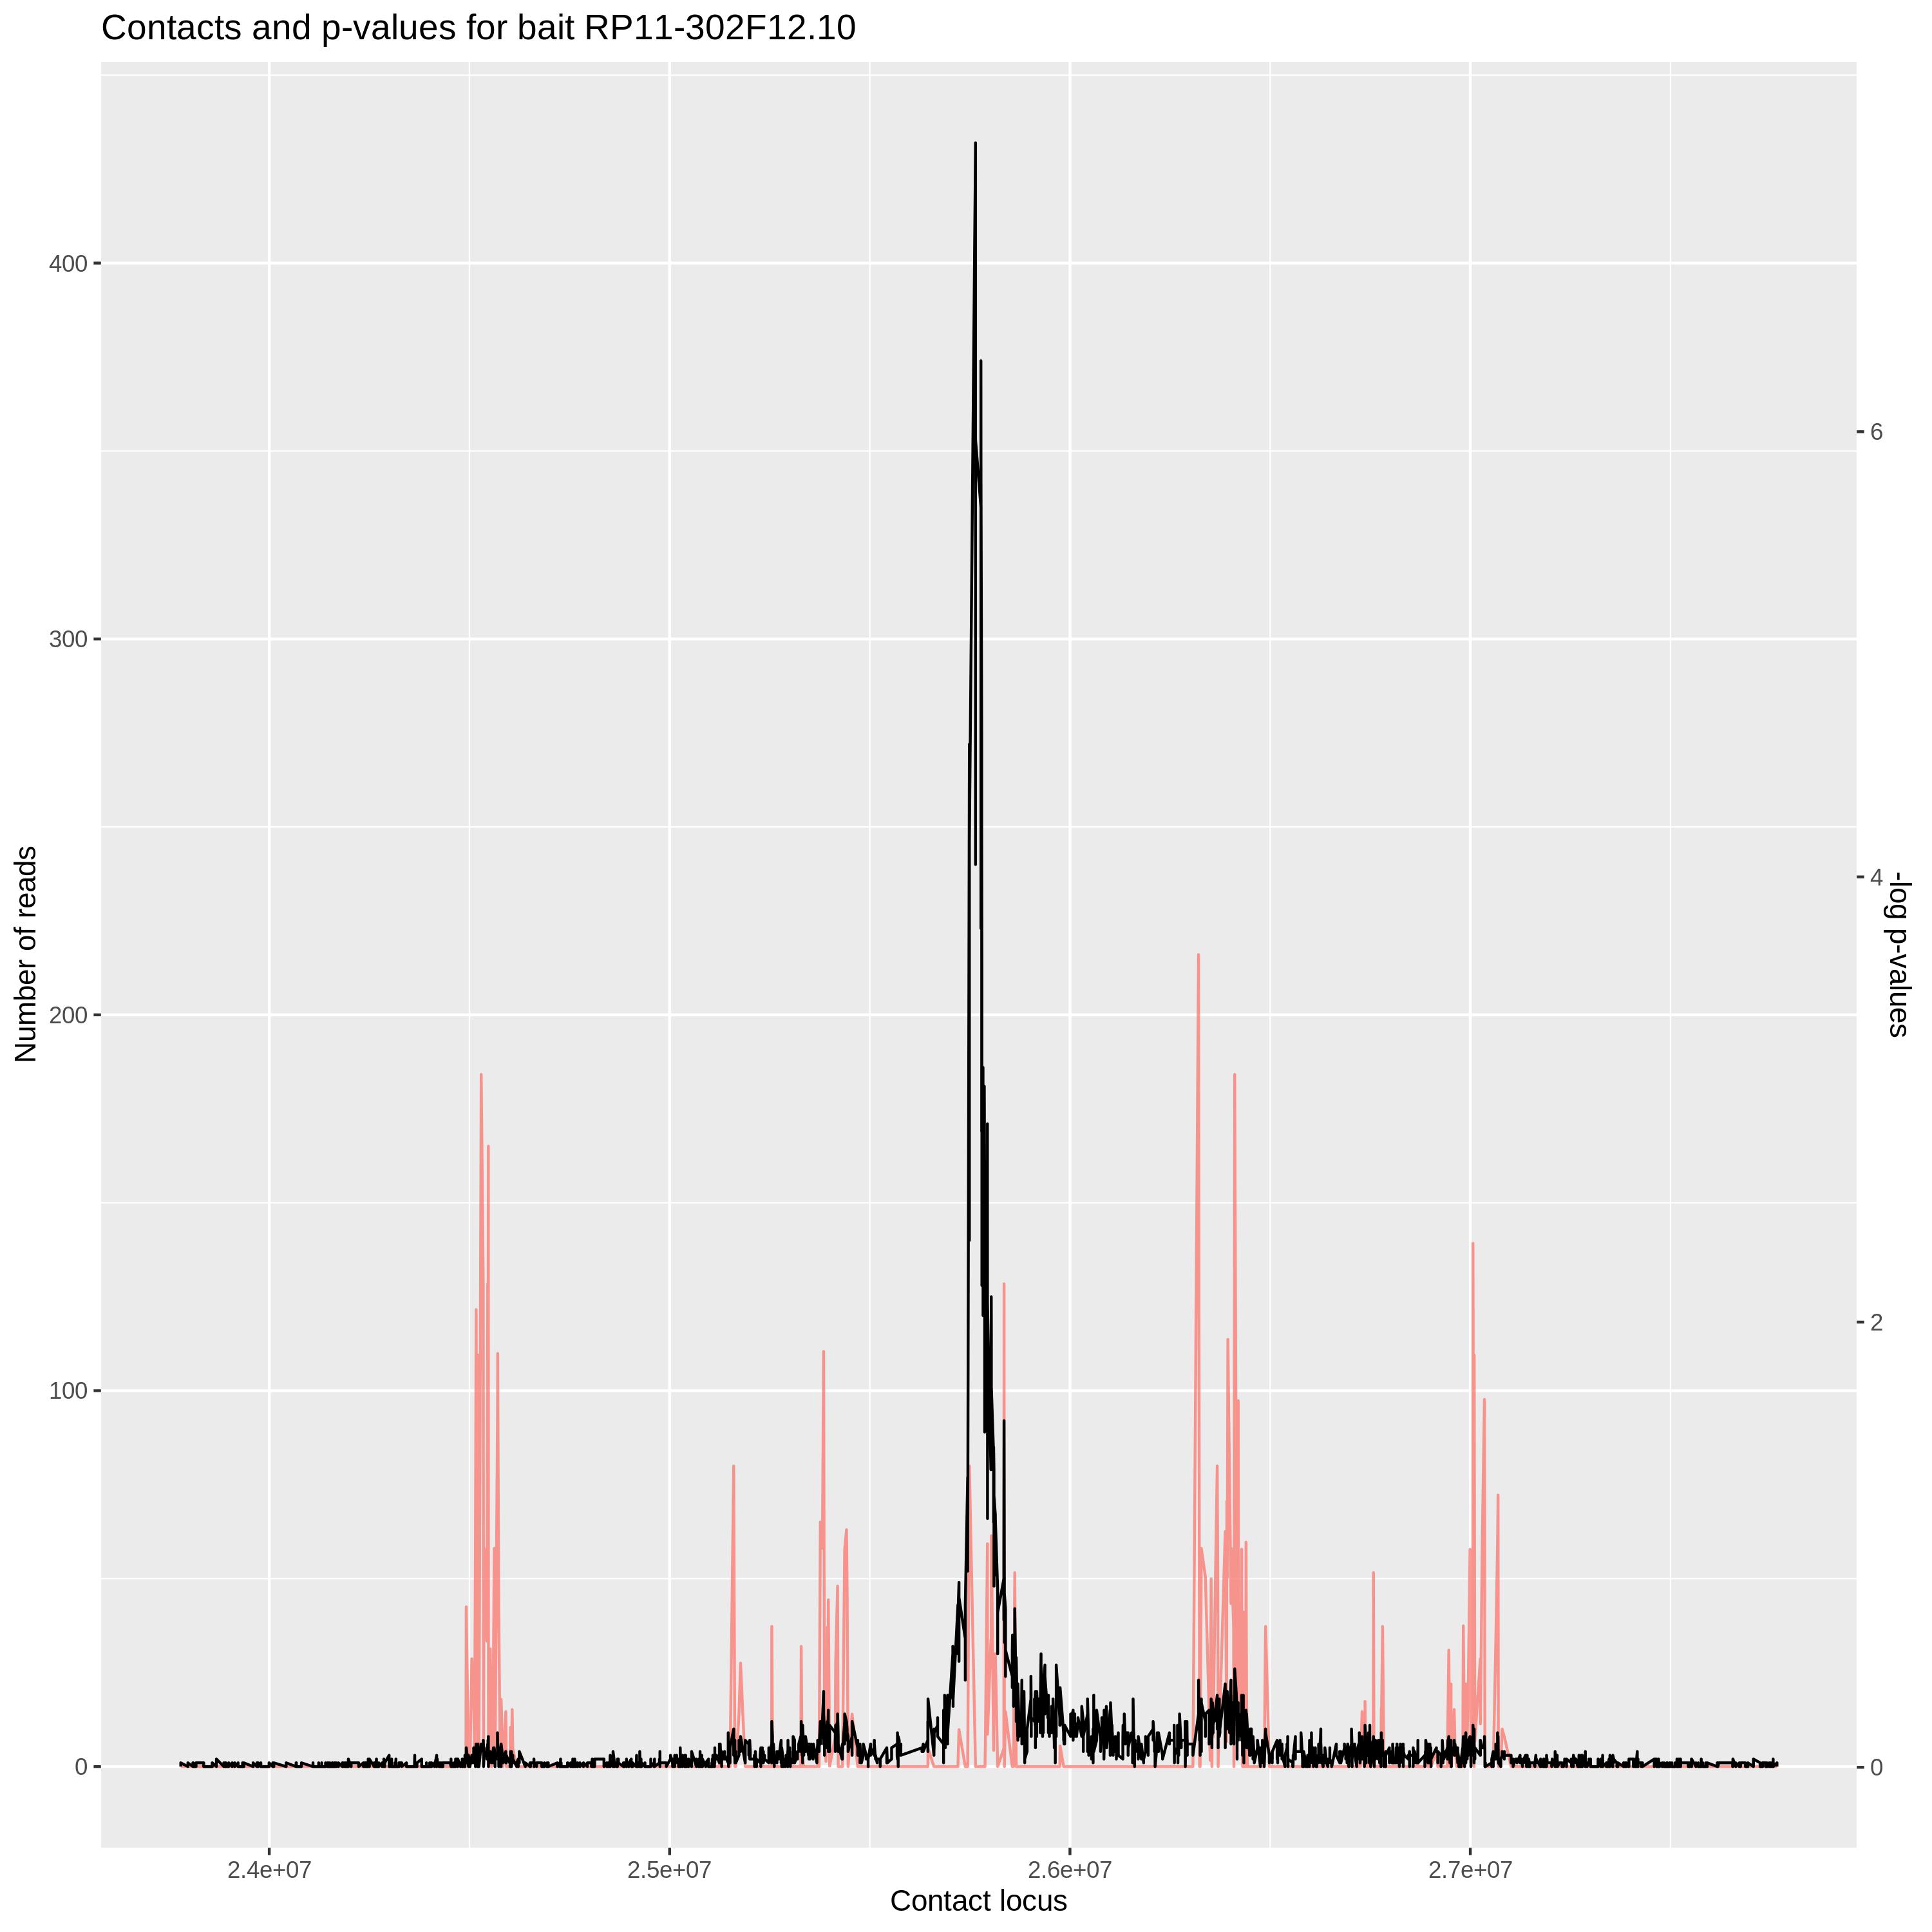 Contacts and p-values for bait RP11-302F12.10
400
300
200
100
0
Number of reads
6
4
2
0
-log p-values
2.4e+07 2.5e+07 2.6e+07 2.7e+07
Contact locus